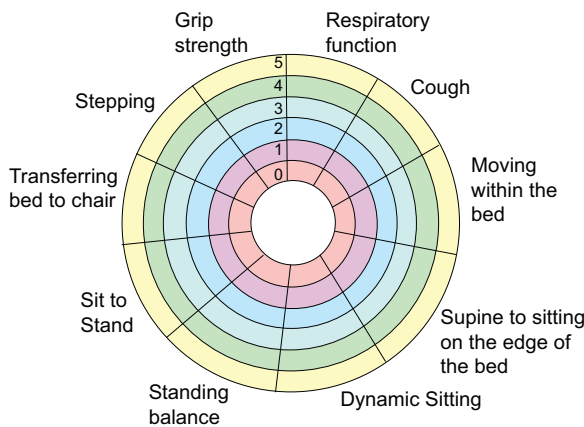 Grip
strength
Respiratory
function
Cough
Moving
within the
bed
Supine to sitting
on the edge of
the bed
Dynamic Sitting
Standing
balance
Sit to
Stand
Transferring
bed to chair
Stepping
5
4
3
2
1
0